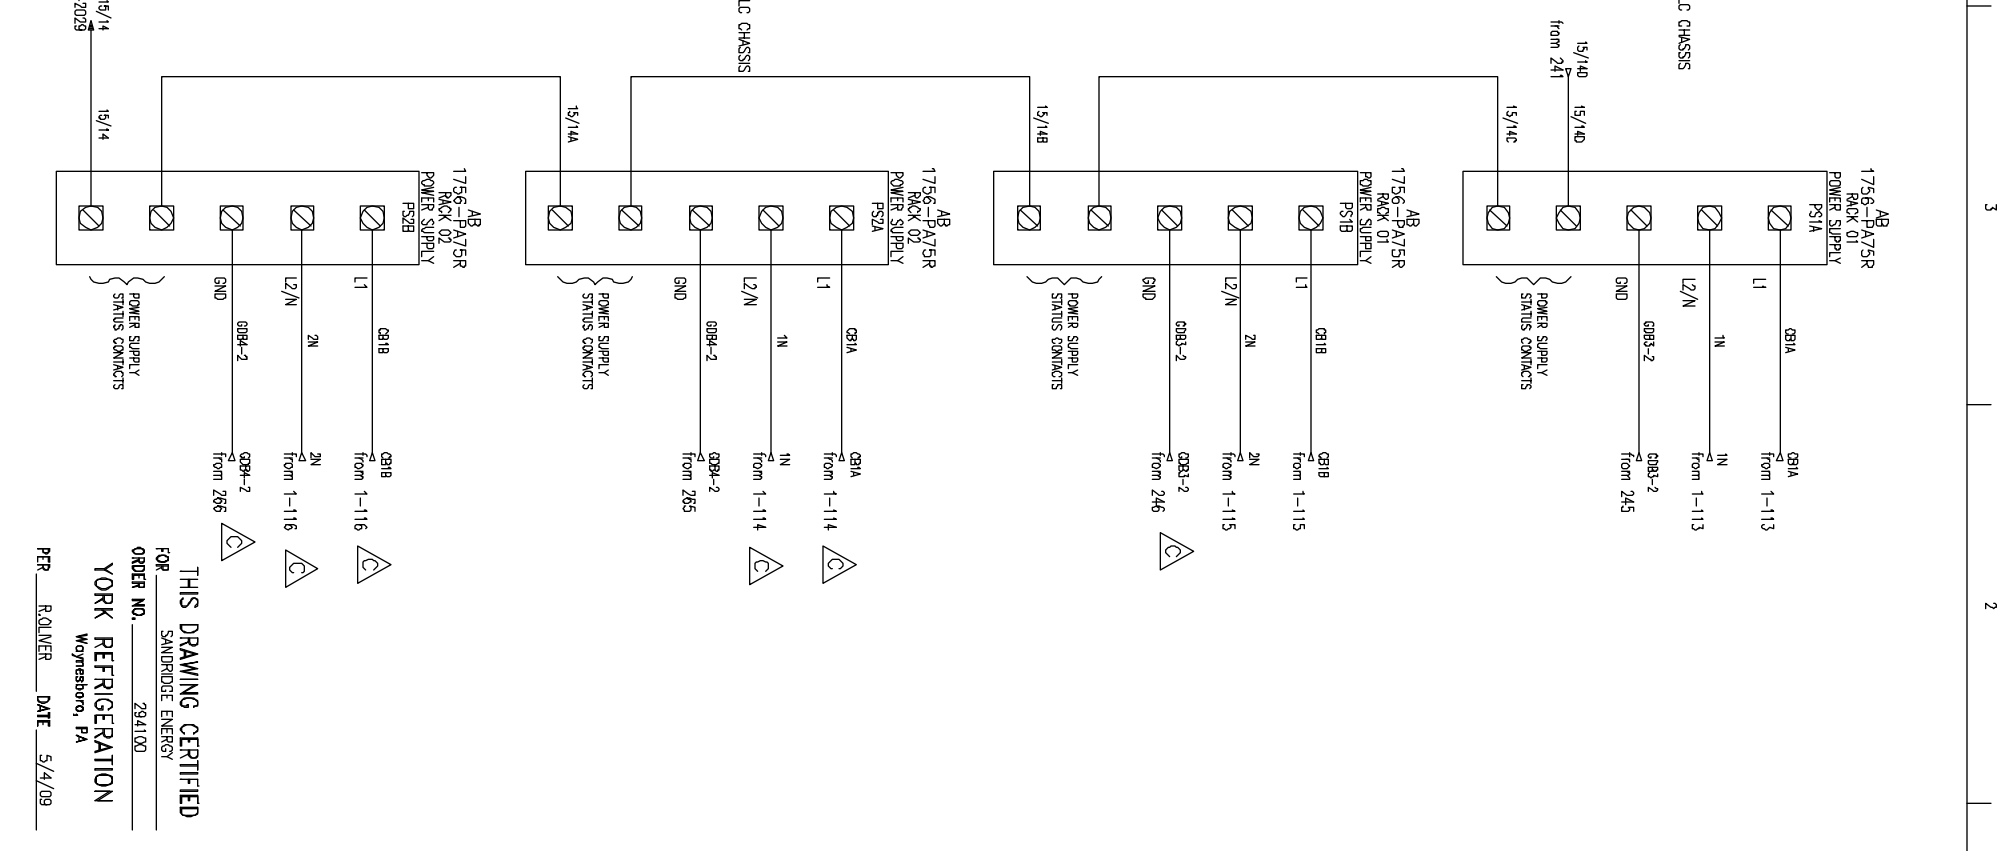 LC CHASSIS
15/14D
from 241
15/14D
15/14C
AB
1756-PA75R
RACK 01
POWER SUPPLY
PS1A
L1
L2/N
GND
POWER SUPPLY
STATUS CONTACTS
CB1A
1N
GDB3-2
CB1A
from 1-113
1N
from 1-113
GDB3-2
from 245
15/14B
AB
1756-PA75R
RACK 01
POWER SUPPLY
PS1B
L1
L2/N
GND
POWER SUPPLY
STATUS CONTACTS
CB1B
2N
GDB3-2
CB1B
from 1-115
2N
from 1-115
GDB3-2
from 246
C
LC CHASSIS
15/14A
AB
1756-PA75R
RACK 02
POWER SUPPLY
PS2A
L1
L2/N
GND
POWER SUPPLY
STATUS CONTACTS
CB1A
1N
GDB4-2
CB1A
from 1-114
C
1N
from 1-114
C
GDB4-2
from 265
15/14
2029
15/14
AB
1756-PA75R
RACK 02
POWER SUPPLY
PS2B
L1
L2/N
GND
POWER SUPPLY
STATUS CONTACTS
CB1B
2N
GDB4-2
CB1B
from 1-116
C
2N
from 1-116
C
GDB4-2
from 266
C
THIS DRAWING CERTIFIED
FOR SANDRIDGE ENERGY
ORDER NO. 294100
YORK REFRIGERATION
Waynesboro, PA
PER R.OLIVER DATE 5/4/09
3
2